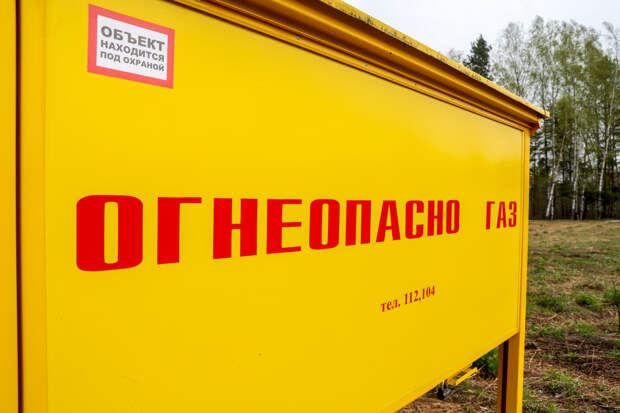 ОБЪЕКТ
НАХОДИТСЯ
ПОД ОХРАНОЙ
ОГНЕОПАСНО ГАЗ
тел. 112,104